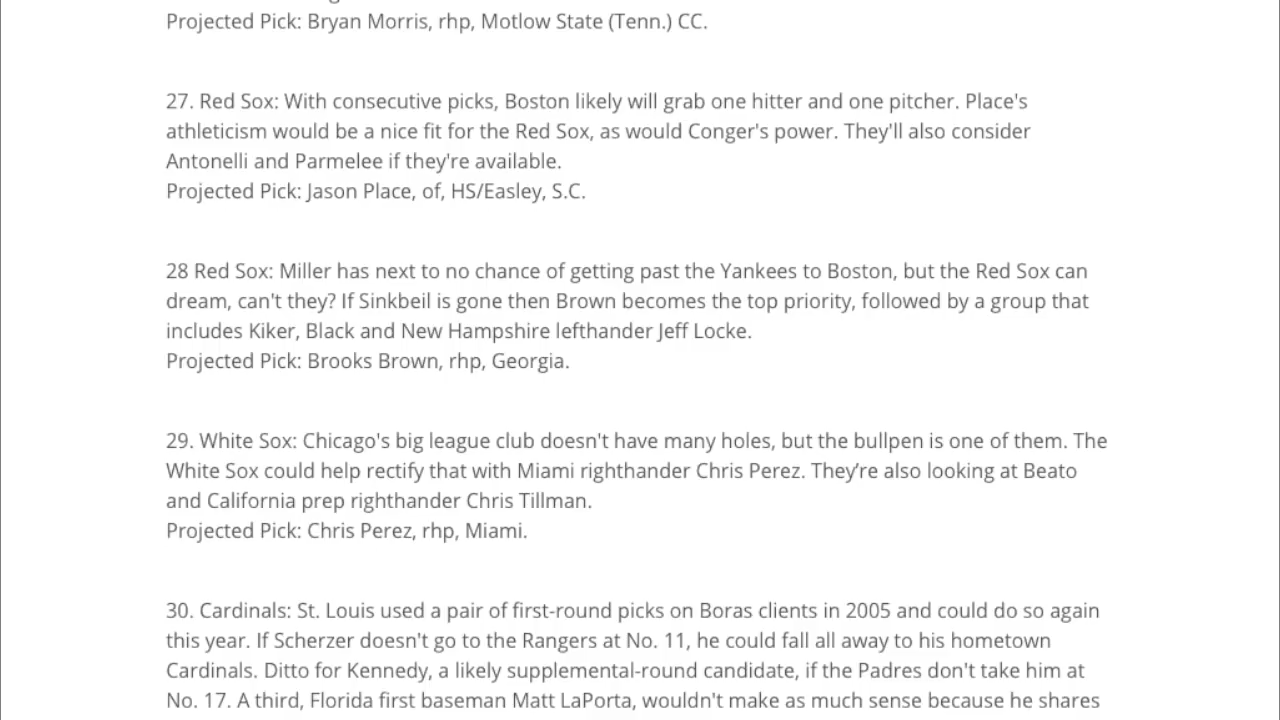 Projected Pick: Bryan Morris, rhp, Motlow State (Tenn.) CC.
27. Red Sox: With consecutive picks, Boston likely will grab one hitter and one pitcher. Place's
athleticism would be a nice fit for the Red Sox, as would Conger's power. They'll also consider
Antonelli and Parmelee if they're available.
Projected Pick: Jason Place, of, HS/Easley, S.C.
28 Red Sox: Miller has next to no chance of getting past the Yankees to Boston, but the Red Sox can
dream, can't they? If Sinkbeil is gone then Brown becomes the top priority, followed by a group that
includes Kiker, Black and New Hampshire lefthander Jeff Locke.
Projected Pick: Brooks Brown, rhp, Georgia.
29. White Sox: Chicago's big league club doesn't have many holes, but the bullpen is one of them. The
White Sox could help rectify that with Miami righthander Chris Perez. They’re also looking at Beato
and California prep righthander Chris Tillman.
Projected Pick: Chris Perez, rhp, Miami.
30. Cardinals: St. Louis used a pair of first-round picks on Boras clients in 2005 and could do so again
this year. If Scherzer doesn't go to the Rangers at No. 11, he could fall all away to his hometown
Cardinals. Ditto for Kennedy, a likely supplemental-round candidate, if the Padres don't take him at
No. 17. A third, Florida first baseman Matt LaPorta, wouldn't make as much sense because he shares